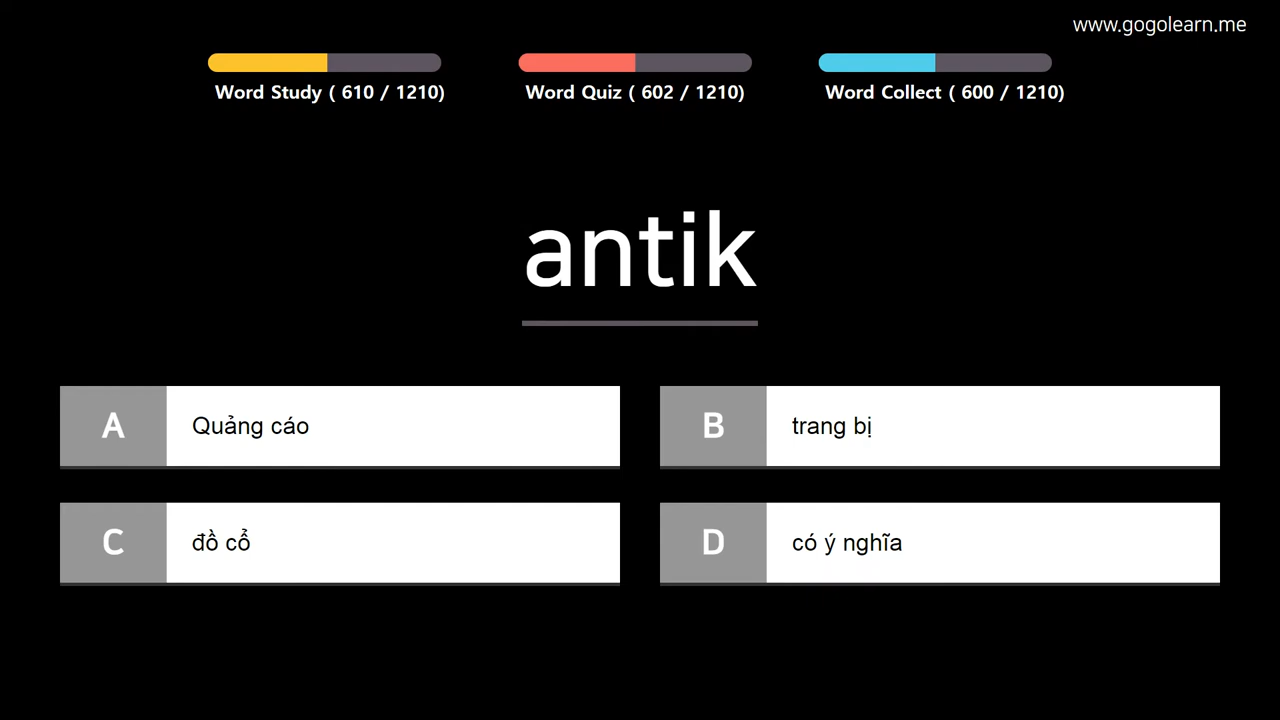 www.gogolearn.me
Word Study ( 610 / 1210)
Word Quiz ( 602 / 1210)
Word Collect ( 600 / 1210)
antik
A Quảng cáo
B trang bị
C đồ cổ
D có ý nghĩa